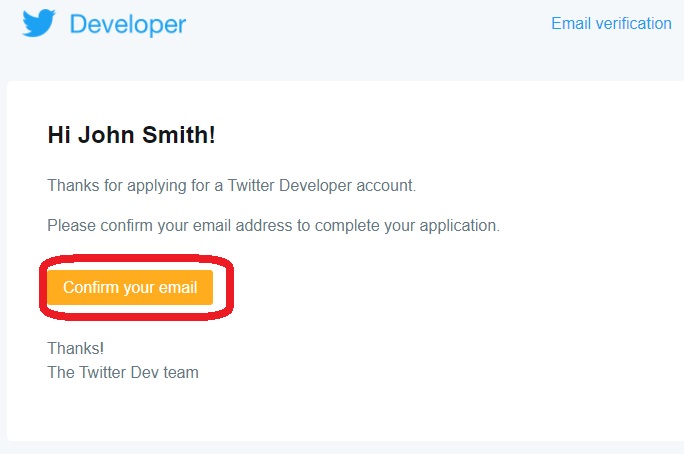 Developer
Email verification
Hi John Smith!
Thanks for applying for a Twitter Developer account.
Please confirm your email address to complete your application.
Confirm your email
Thanks!
The Twitter Dev team